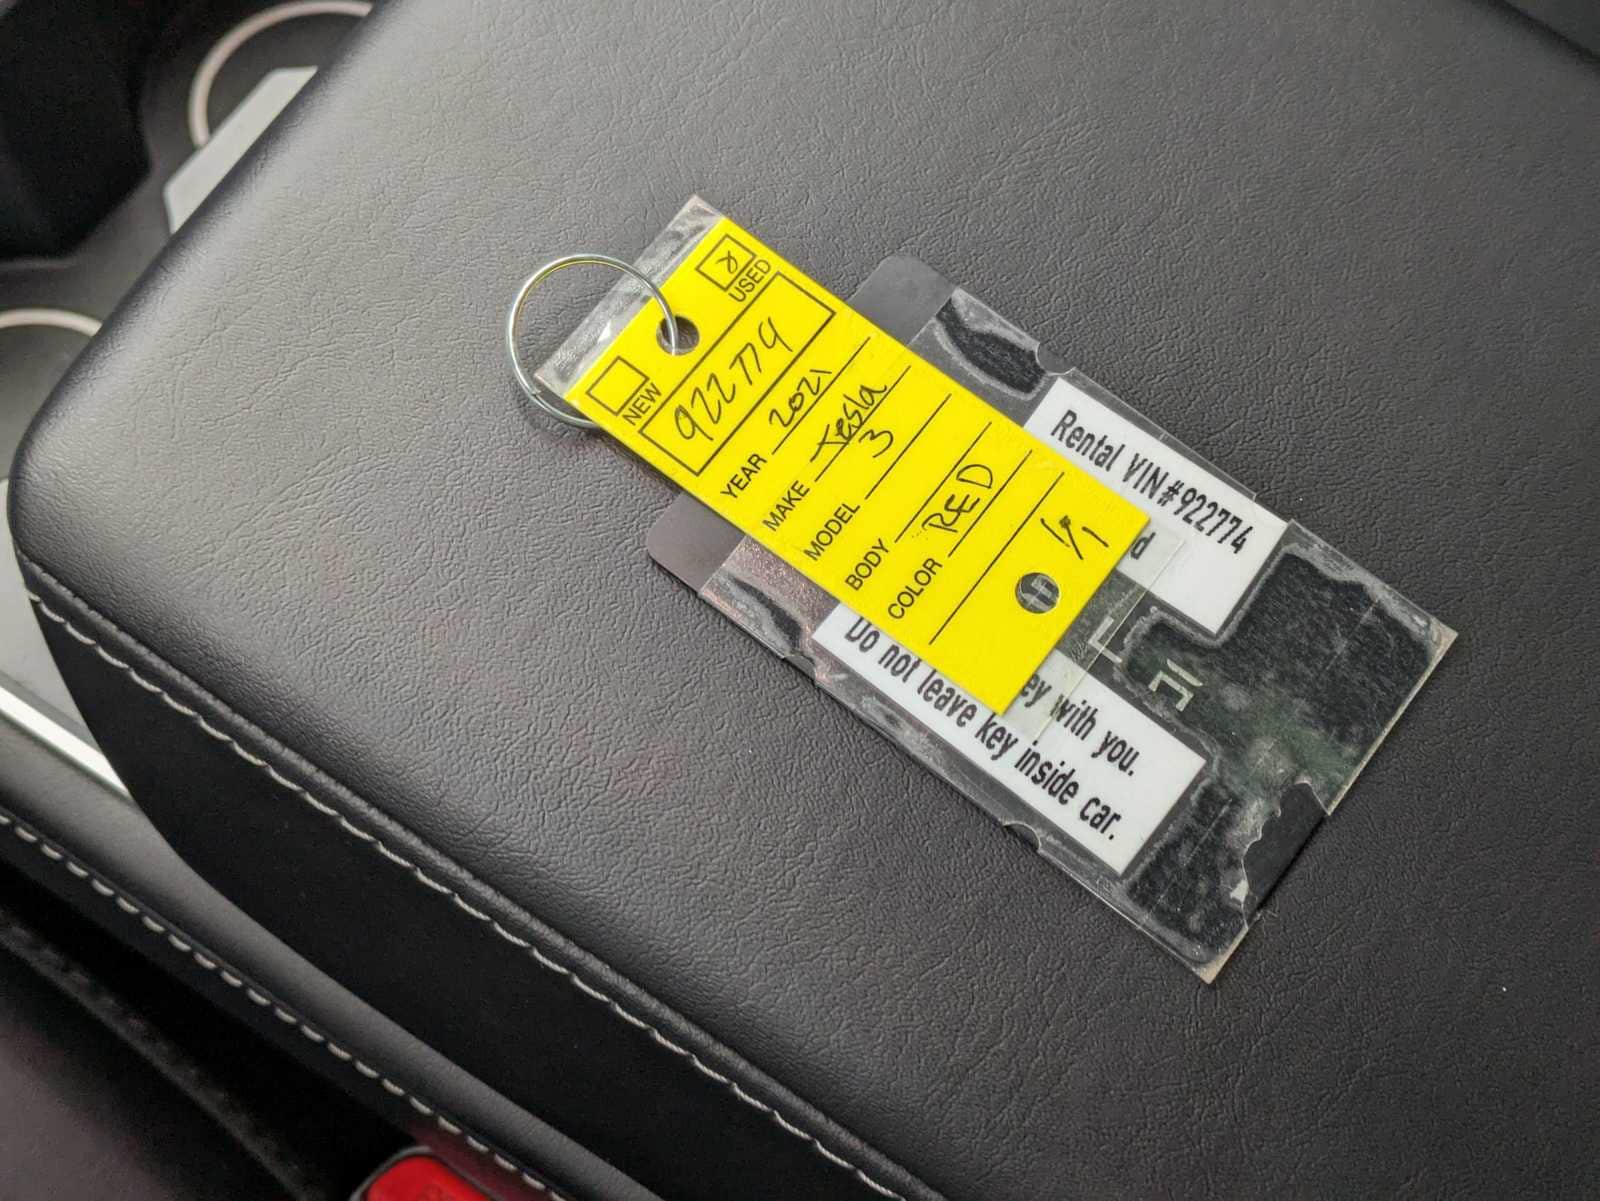 NEW
USED
922774
YEAR 2021
MAKE Tesla
MODEL 3
BODY
COLOR RED
1/1
Rental VIN#922774
d
ey with you.
Do not leave key inside car.